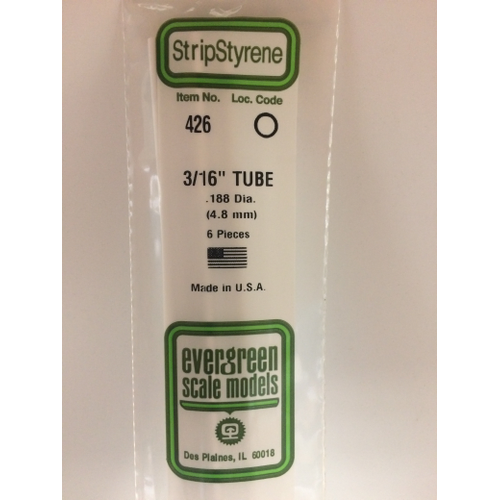 StripStyrene
Item No. Loc. Code
426
3/16" TUBE
.188 Dia.
(4.8 mm)
6 Pieces
Made in U.S.A.
evergreen
scale models
Des Plaines, IL 60018